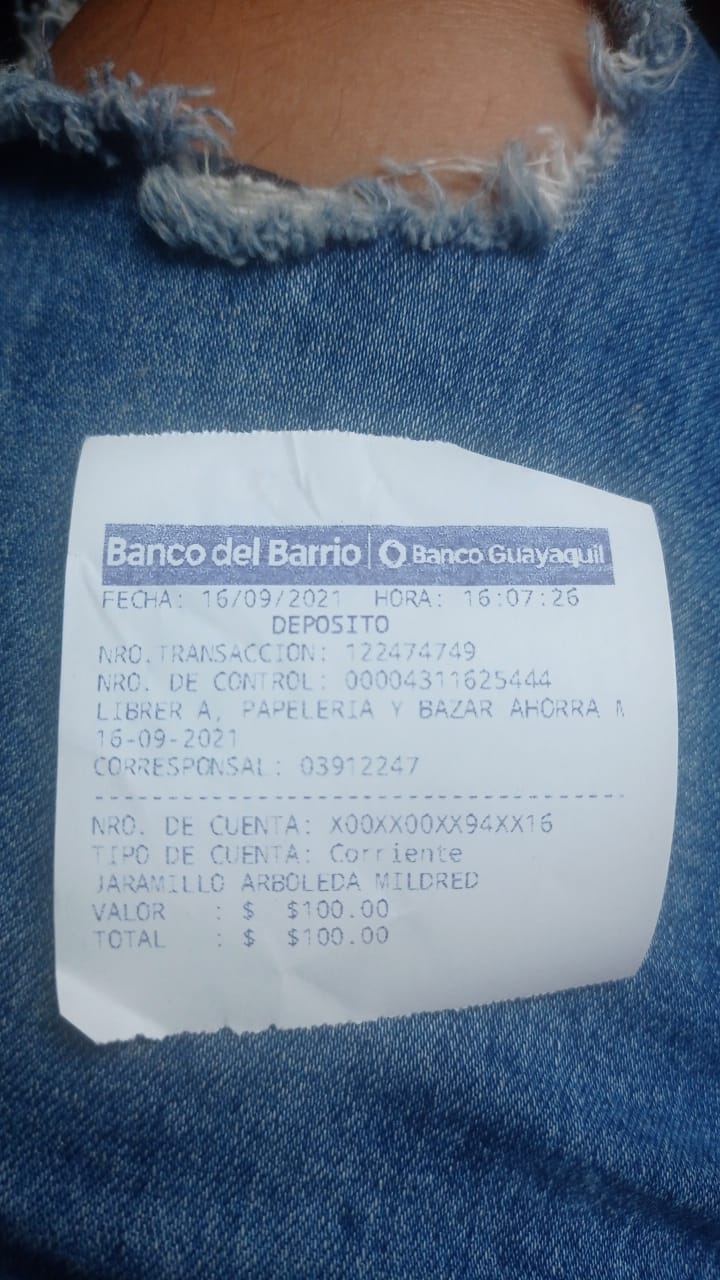 Banco del Barrio | Banco Guayaquil
FECHA: 16/09/2021 HORA: 16:07:26
DEPOSITO
NRO.TRANSACCION: 122474749
NRO. DE CONTROL: 00004311625444
LIBRER A, PAPELERIA Y BAZAR AHORRA M
16-09-2021
CORRESPONSAL: 03912247
NRO. DE CUENTA: X00XX00XX94XX16
TIPO DE CUENTA: Corriente
JARAMILLO ARBOLEDA MILDRED
VALOR : $ $100.00
TOTAL : $ $100.00